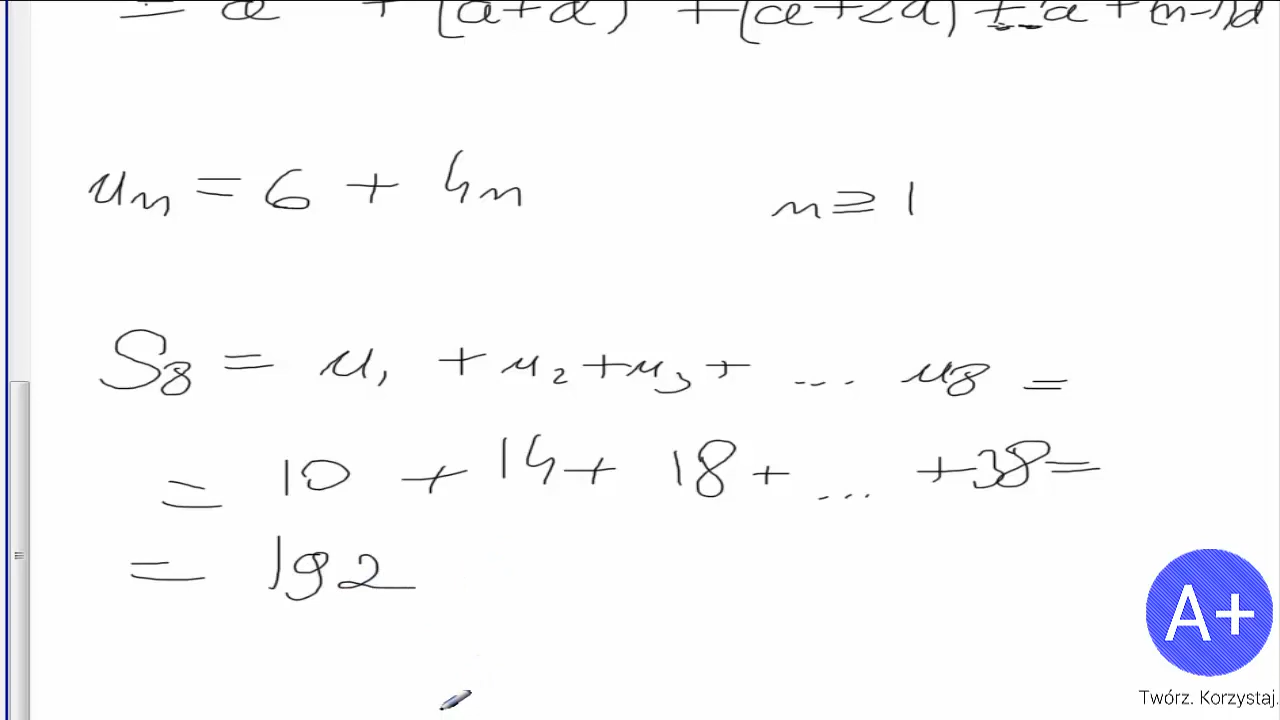 = a + (a+d) + (a+2d) + ... a + (n-1)d
u_n = 6 + 4n n ≥ 1
S_8 = u_1 + u_2 + u_3 + ... u_8 =
= 10 + 14 + 18 + ... + 38 =
= 192
A+
Twórz. Korzystaj.